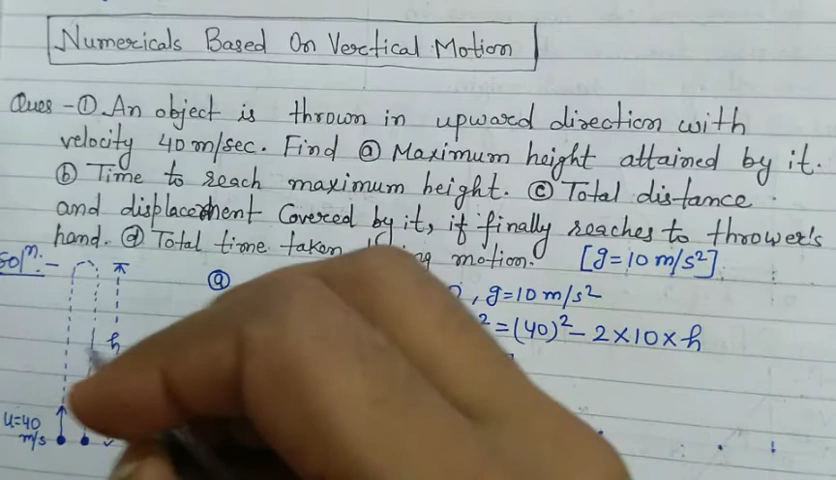 Numericals Based On Vertical Motion
Ques - ① An object is thrown in upward direction with
velocity 40 m/sec. Find ⓐ Maximum height attained by it.
ⓑ Time to reach maximum height. ⓒ Total distance
and displacement Covered by it, if finally reaches to thrower's
hand. ⓓ Total time taken motion. [g=10 m/s²]
Solⁿ:-
ⓐ , g=10 m/s²
² = (40)² - 2×10×h
h
u=40
m/s